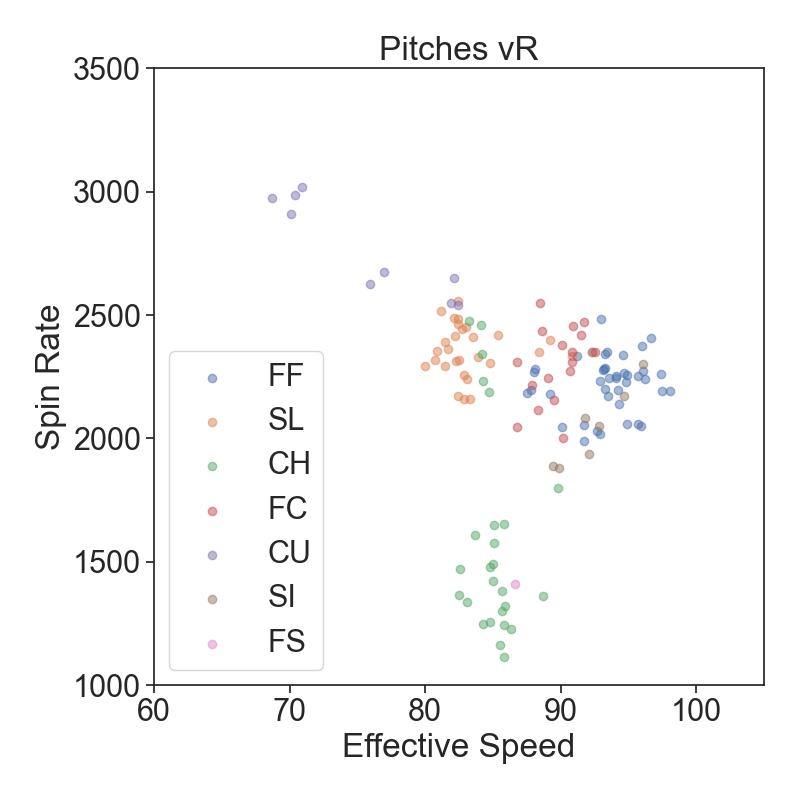 Pitches vR
3500
3000
2500
2000
1500
1000
Spin Rate
FF
SL
CH
FC
CU
SI
FS
60 70 80 90 100
Effective Speed